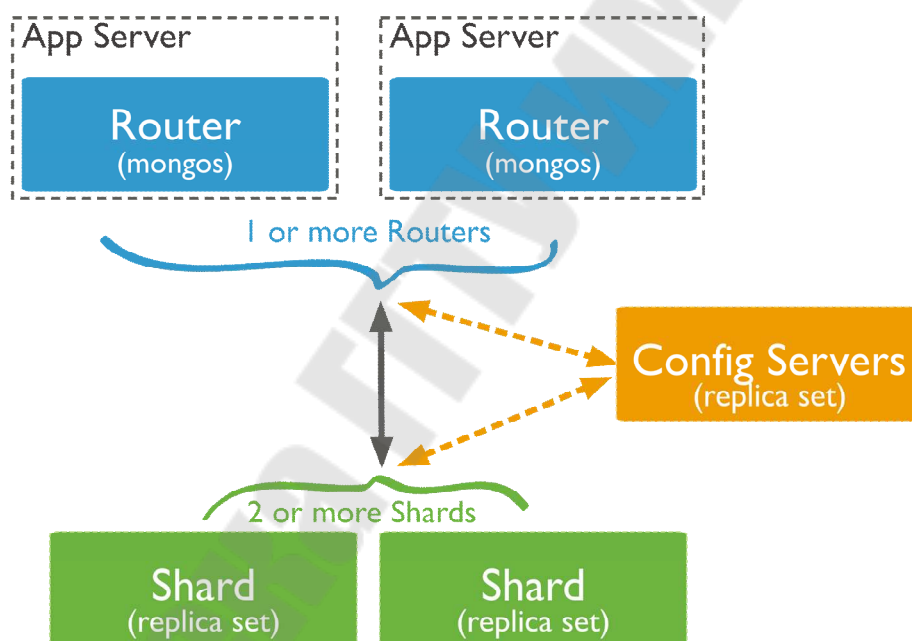 App Server
App Server
Router
(mongos)
Router
(mongos)
1 or more Routers
Config Servers
(replica set)
2 or more Shards
Shard
(replica set)
Shard
(replica set)